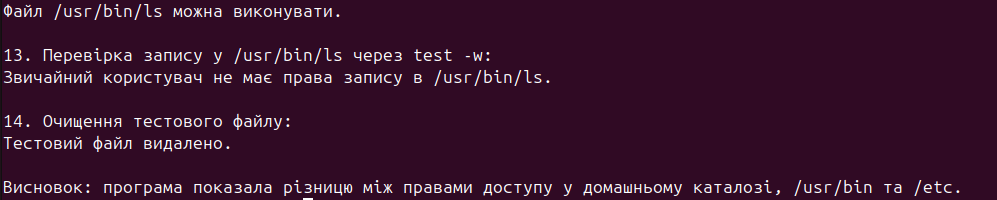 Файл /usr/bin/ls можна виконувати.
13. Перевірка запису у /usr/bin/ls через test -w:
Звичайний користувач не має права запису в /usr/bin/ls.
14. Очищення тестового файлу:
Тестовий файл видалено.
Висновок: програма показала різницю між правами доступу у домашньому каталозі, /usr/bin та /etc.